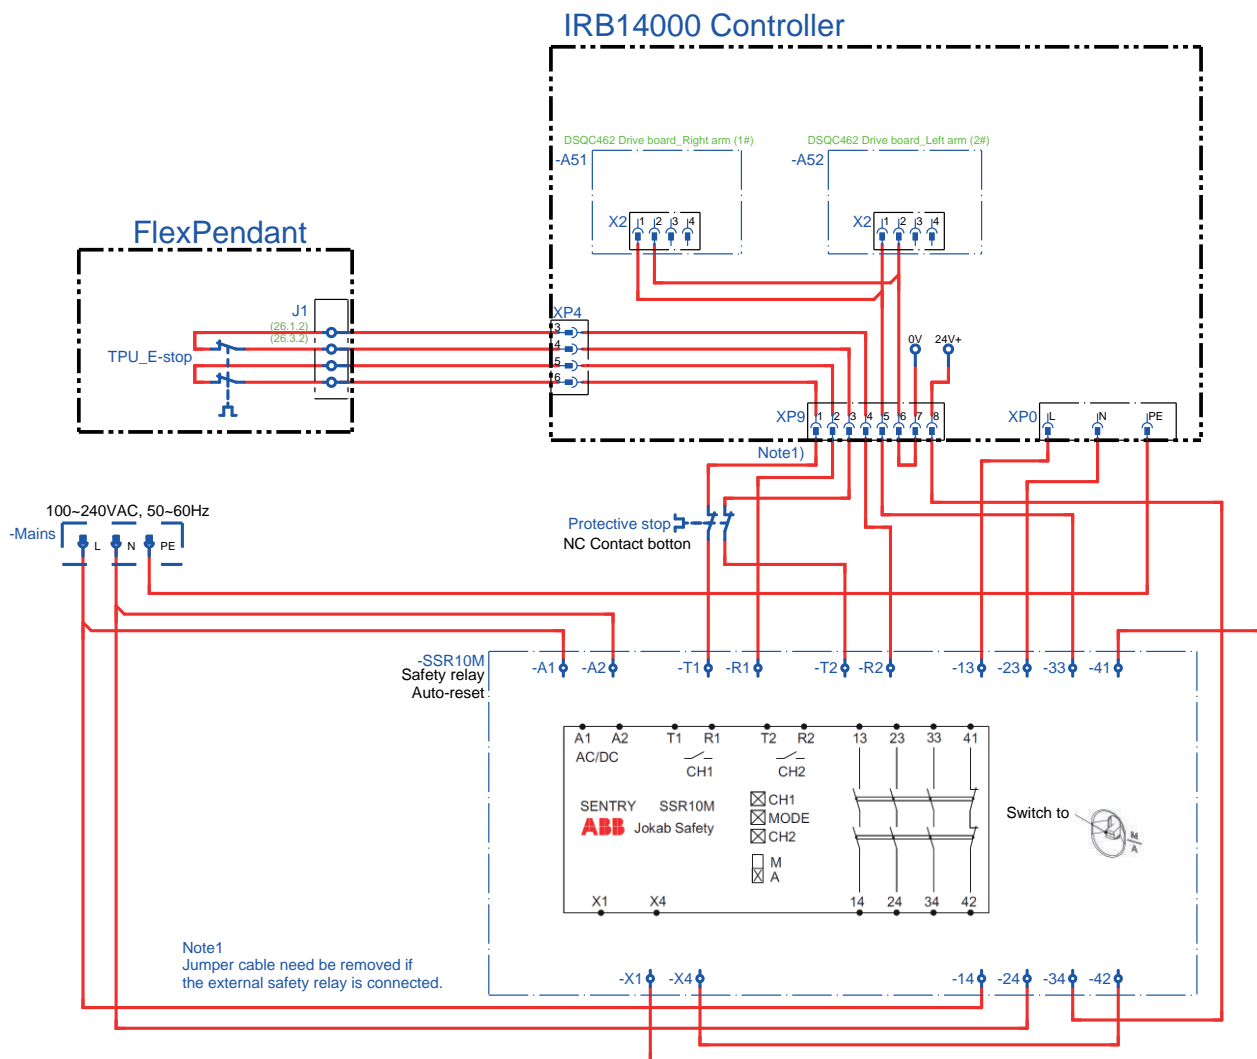 IRB14000 Controller
DSQC462 Drive board_Right arm (1#)
DSQC462 Drive board_Left arm (2#)
-A51
-A52
X2 1 2 3 4
X2 1 2 3 4
FlexPendant
J1
(26.1.2)
(26.3.2)
TPU_E-stop
XP4
3
4
5
6
0V 24V+
XP9 1 2 3 4 5 6 7 8
XP0 L N PE
Note1)
100~240VAC, 50~60Hz
-Mains
L N PE
Protective stop
NC Contact botton
-SSR10M
Safety relay
Auto-reset
-A1 -A2 -T1 -R1 -T2 -R2 -13 -23 -33 -41
A1 A2 T1 R1 T2 R2 13 23 33 41
AC/DC
CH1 CH2
SENTRY SSR10M
ABB Jokab Safety
CH1
MODE
CH2
M
A
Switch to
M
A
X1 X4 14 24 34 42
Note1
Jumper cable need be removed if
the external safety relay is connected.
-X1 -X4 -14 -24 -34 -42